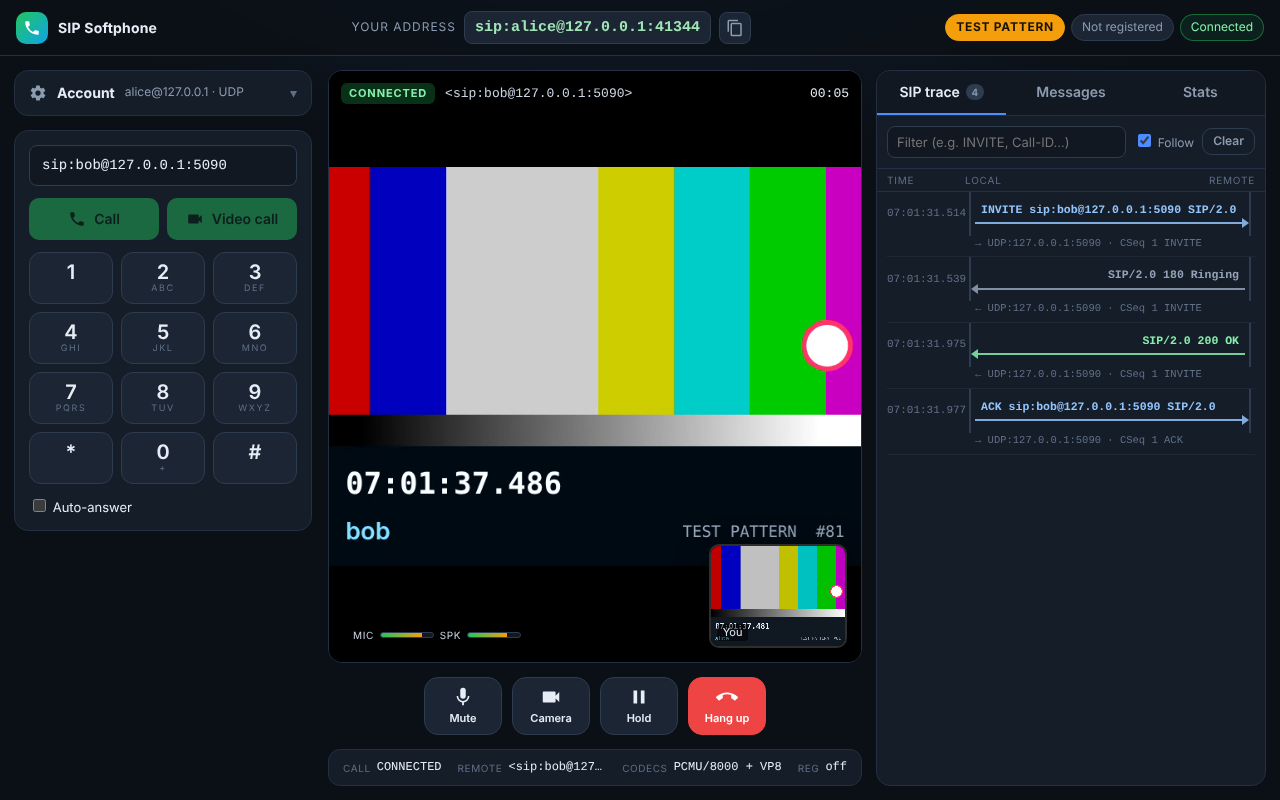 SIP Softphone
YOUR ADDRESS sip:alice@127.0.0.1:41344
TEST PATTERN Not registered Connected
Account alice@127.0.0.1 · UDP
sip:bob@127.0.0.1:5090
Call Video call
1 2 ABC 3 DEF
4 GHI 5 JKL 6 MNO
7 PQRS 8 TUV 9 WXYZ
* 0 + #
Auto-answer
CONNECTED <sip:bob@127.0.0.1:5090> 00:05
07:01:37.486
bob TEST PATTERN #81
07:01:37.481
You
MIC SPK
Mute Camera Hold Hang up
CALL CONNECTED REMOTE <sip:bob@127… CODECS PCMU/8000 + VP8 REG off
SIP trace 4 Messages Stats
Filter (e.g. INVITE, Call-ID…) Follow Clear
TIME LOCAL REMOTE
07:01:31.514 INVITE sip:bob@127.0.0.1:5090 SIP/2.0
→ UDP:127.0.0.1:5090 · CSeq 1 INVITE
07:01:31.539 SIP/2.0 180 Ringing
← UDP:127.0.0.1:5090 · CSeq 1 INVITE
07:01:31.975 SIP/2.0 200 OK
← UDP:127.0.0.1:5090 · CSeq 1 INVITE
07:01:31.977 ACK sip:bob@127.0.0.1:5090 SIP/2.0
→ UDP:127.0.0.1:5090 · CSeq 1 ACK